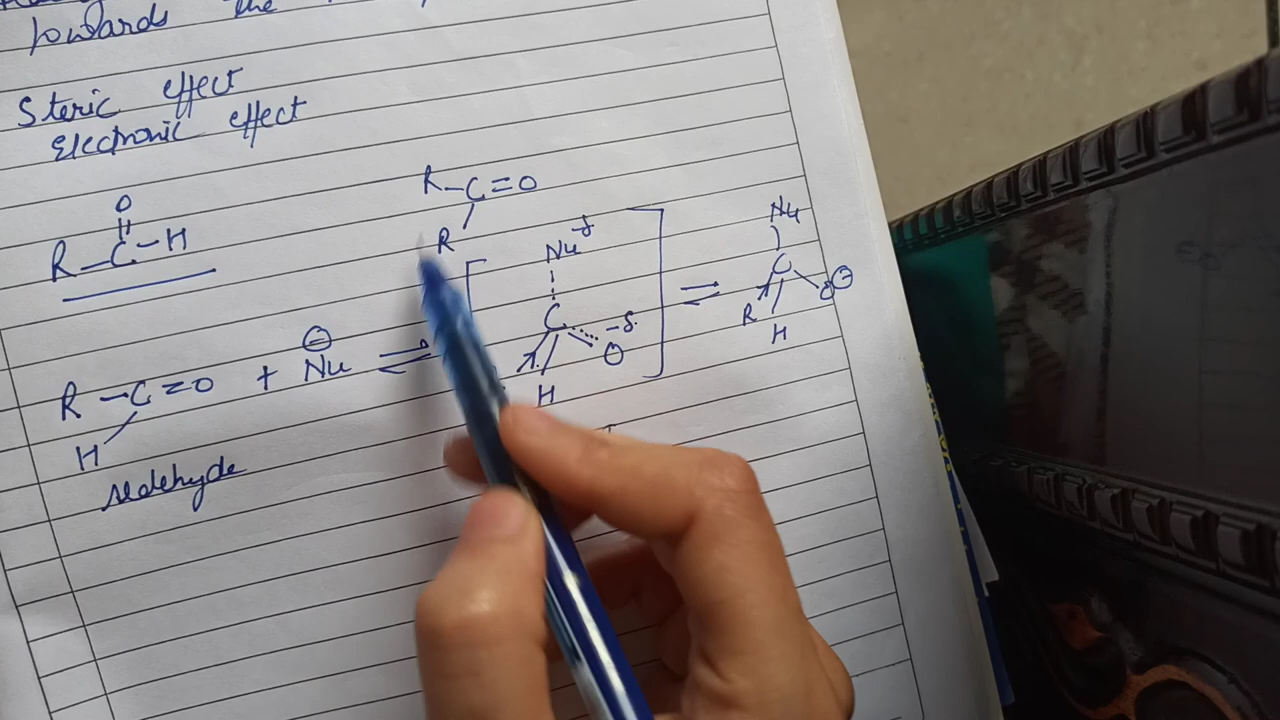 towards the
Steric effect
Electronic effect
O
||
R-C-H
R-C=O
R
R-C=O + Nu⊖ ⇌
H
Aldehyde
Nu δ
C
-δ
O
H
⇌
Nu
C
O⊖
R
H